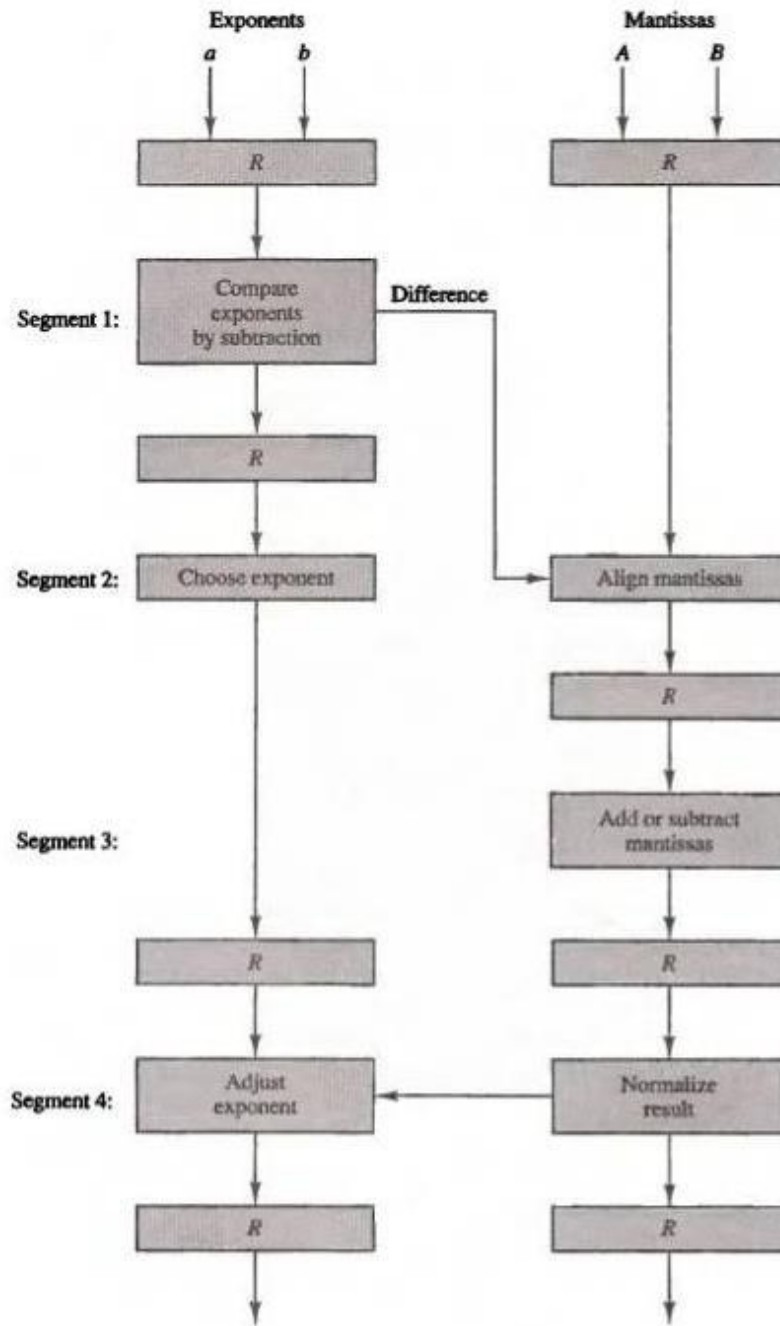 Exponents
Mantissas
a b
A B
R
R
Compare
exponents
by subtraction
Difference
Segment 1:
R
Segment 2:
Choose exponent
Align mantissas
R
Segment 3:
Add or subtract
mantissas
R
R
Segment 4:
Adjust
exponent
Normalize
result
R
R